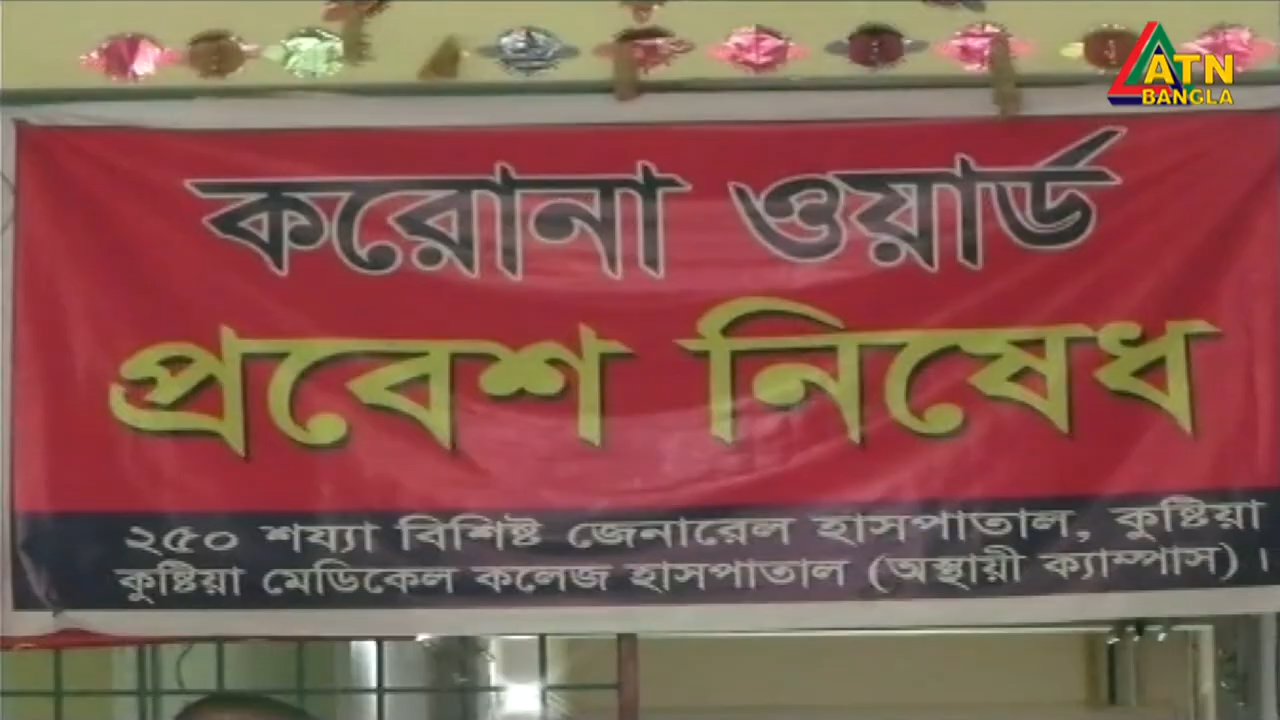 ATN
BANGLA
করোনা ওয়ার্ড
প্রবেশ নিষেধ
২৫০ শয্যা বিশিষ্ট জেনারেল হাসপাতাল, কুষ্টিয়া
কুষ্টিয়া মেডিকেল কলেজ হাসপাতাল (অস্থায়ী ক্যাম্পাস)।